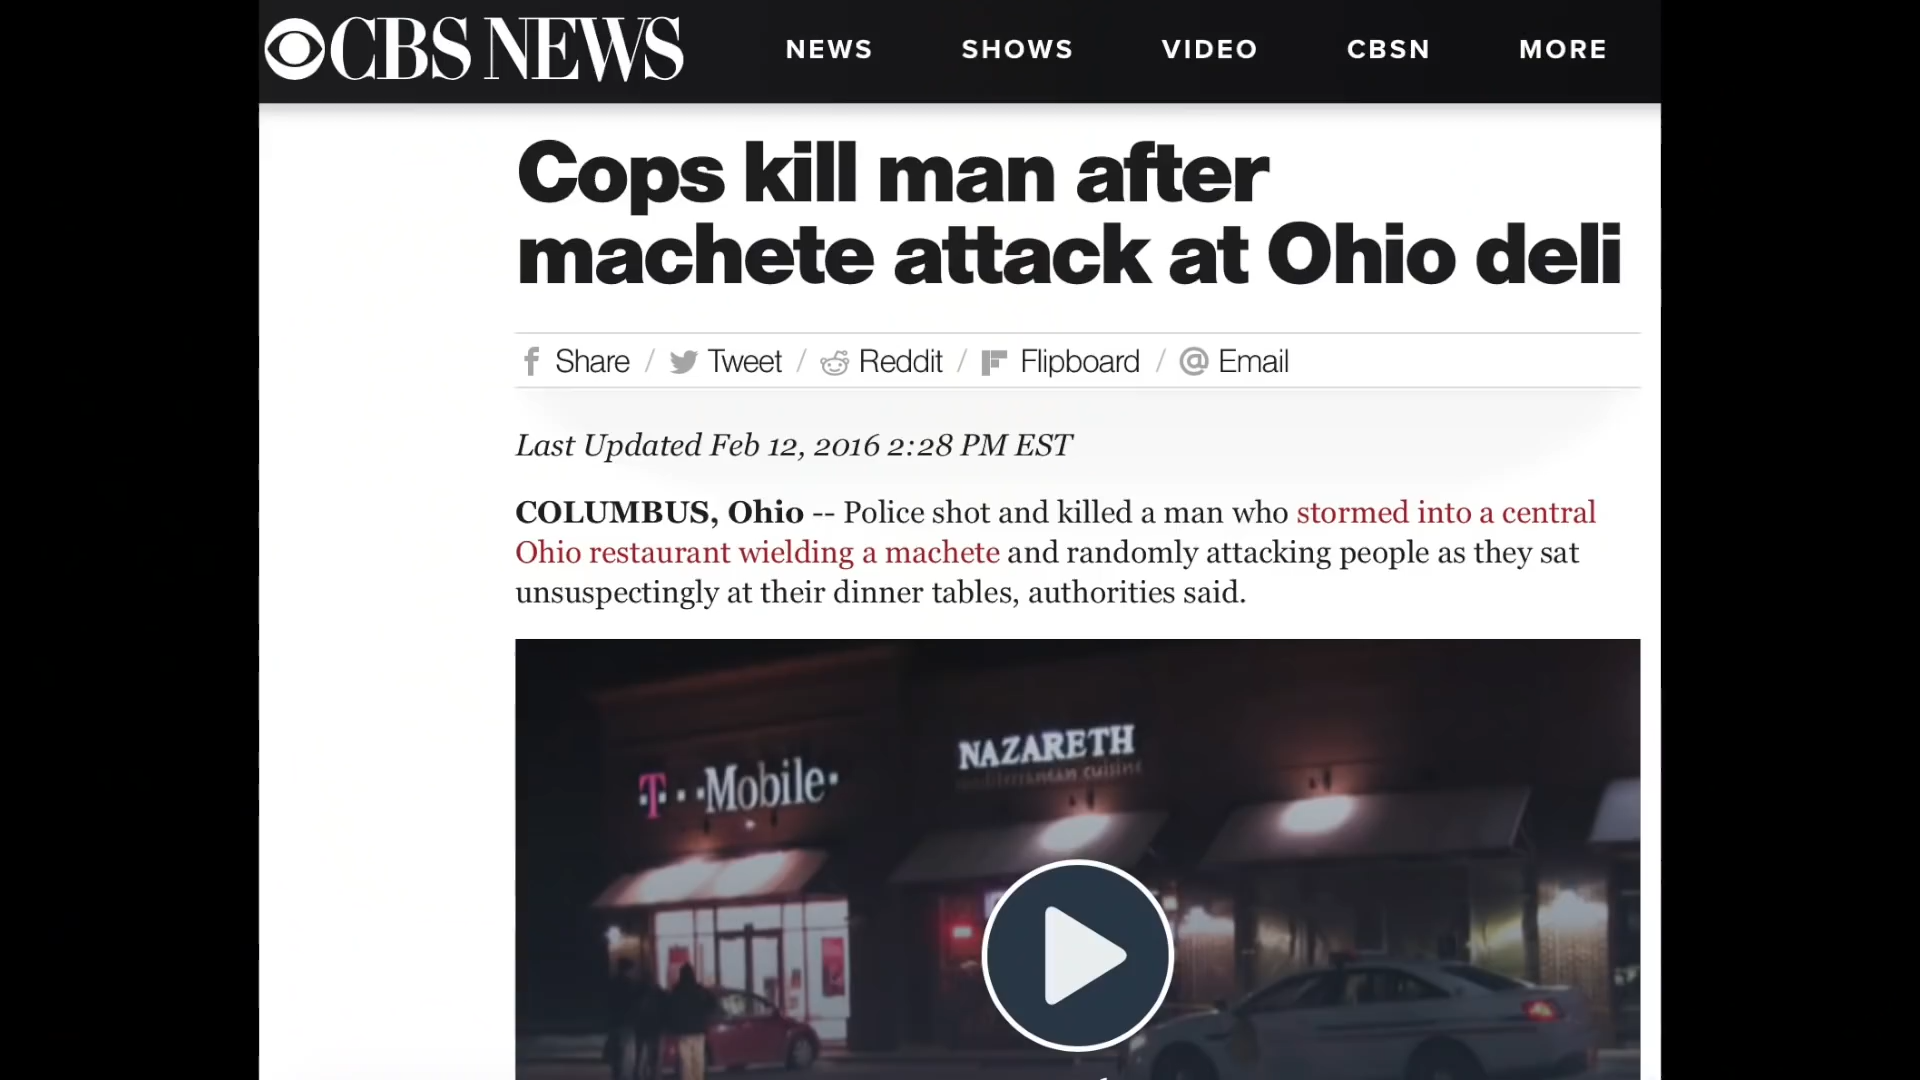 CBS NEWS NEWS SHOWS VIDEO CBSN MORE
Cops kill man after
machete attack at Ohio deli
Share / Tweet / Reddit / Flipboard / @ Email
Last Updated Feb 12, 2016 2:28 PM EST
COLUMBUS, Ohio -- Police shot and killed a man who stormed into a central
Ohio restaurant wielding a machete and randomly attacking people as they sat
unsuspectingly at their dinner tables, authorities said.
NAZARETH
mediterranean cuisine
T··Mobile·